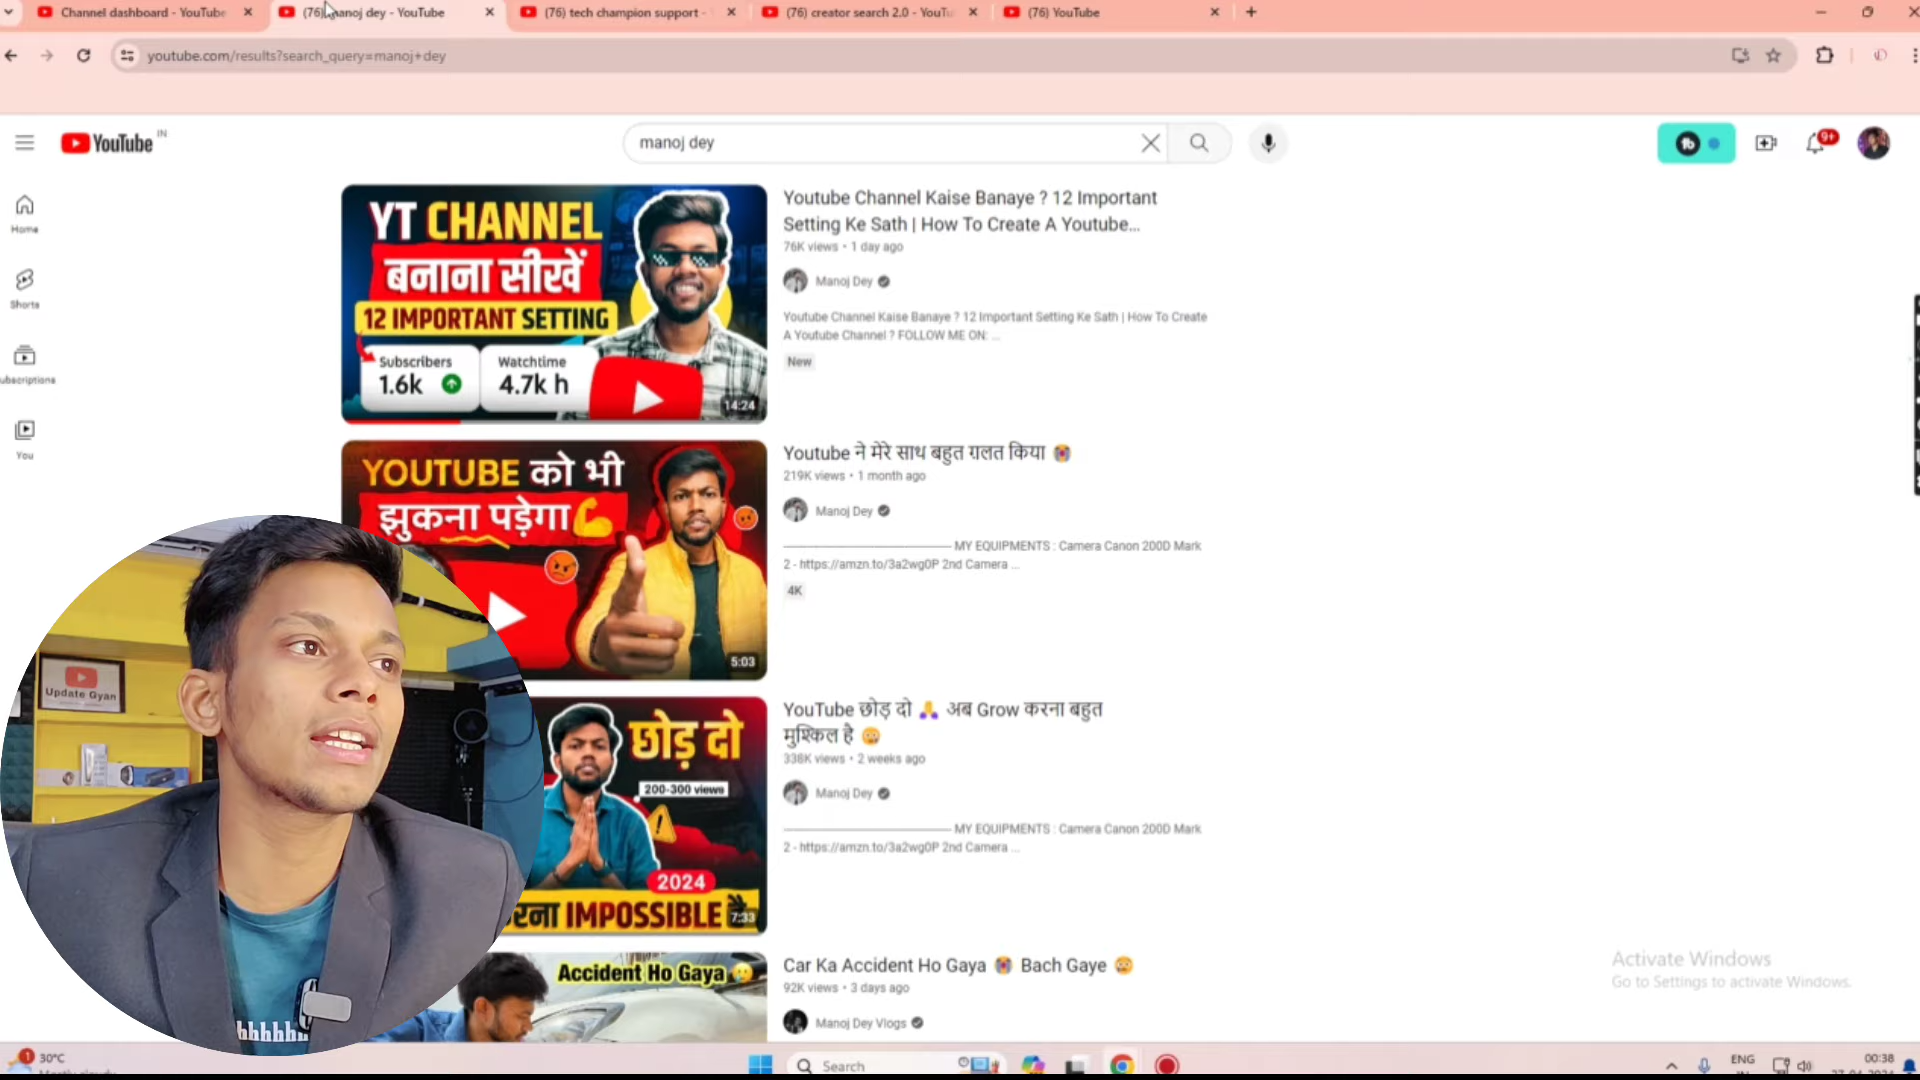 Channel dashboard - YouTube
manoj dey - YouTube
(76) tech champion support -
(76) creator search 2.0 - YouTu
(76) YouTube
youtube.com/results?search_query=manoj+dey
YouTube IN
manoj dey
9+
Home
Shorts
ubscriptions
You
YT CHANNEL
बनाना सीखें
12 IMPORTANT SETTING
Subscribers
1.6k
Watchtime
4.7k h
14:24
Youtube Channel Kaise Banaye ? 12 Important
Setting Ke Sath | How To Create A Youtube...
76K views • 1 day ago
Manoj Dey
Youtube Channel Kaise Banaye ? 12 Important Setting Ke Sath | How To Create
A Youtube Channel ? FOLLOW ME ON: ...
New
YOUTUBE को भी
झुकना पड़ेगा
5:03
Youtube ने मेरे साथ बहुत गलत किया
219K views • 1 month ago
Manoj Dey
MY EQUIPMENTS : Camera Canon 200D Mark
2 - https://amzn.to/3a2wg0P 2nd Camera ...
4K
छोड़ दो
200-300 views
2024
रना IMPOSSIBLE है
7:33
YouTube छोड़ दो 🙏 अब Grow करना बहुत
मुश्किल है 😳
338K views • 2 weeks ago
Manoj Dey
MY EQUIPMENTS : Camera Canon 200D Mark
2 - https://amzn.to/3a2wg0P 2nd Camera ...
Accident Ho Gaya
Car Ka Accident Ho Gaya Bach Gaye
92K views • 3 days ago
Manoj Dey Vlogs
Update Gyan
Activate Windows
Go to Settings to activate Windows.
1
30°C
Search
ENG
00:38